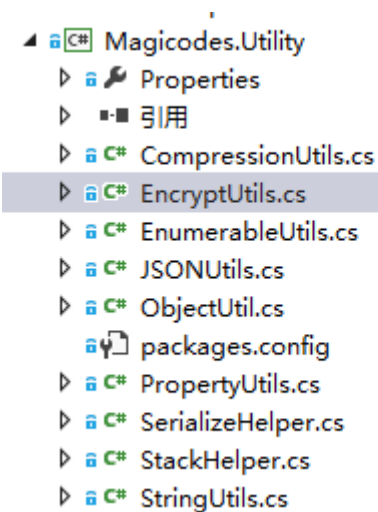 C# Magicodes.Utility
Properties
引用
C# CompressionUtils.cs
C# EncryptUtils.cs
C# EnumerableUtils.cs
C# JSONUtils.cs
C# ObjectUtil.cs
packages.config
C# PropertyUtils.cs
C# SerializeHelper.cs
C# StackHelper.cs
C# StringUtils.cs